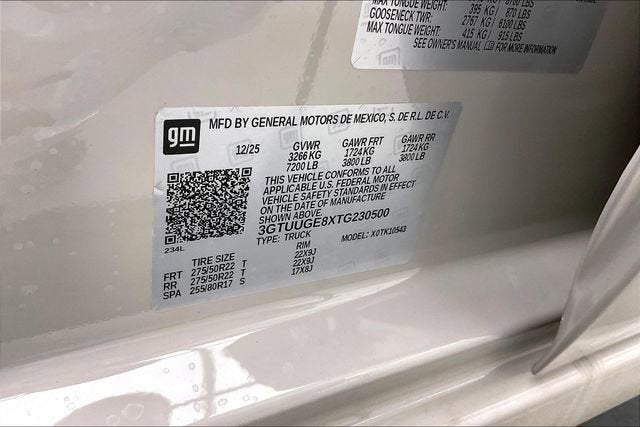 MAX TONGUE WEIGHT: 395 KG / 870 LBS
GOOSENECK TWR: 2767 KG / 6100 LBS
MAX TONGUE WEIGHT: 415 KG / 915 LBS
SEE OWNER'S MANUAL FOR MORE INFORMATION
gm
MFD BY GENERAL MOTORS DE MEXICO, S. DE R.L. DE C.V.
12/25 GVWR GAWR FRT GAWR RR
3266 KG 1724 KG 1724 KG
7200 LB 3800 LB 3800 LB
THIS VEHICLE CONFORMS TO ALL
APPLICABLE U.S. FEDERAL MOTOR
VEHICLE SAFETY STANDARDS IN EFFECT
ON THE DATE OF MANUFACTURE
SHOWN ABOVE.
3GTUUGE8XTG230500
TYPE: TRUCK MODEL: X0TK10543
234L
TIRE SIZE RIM
FRT 275/50R22 T 22X9J
RR 275/50R22 T 22X9J
SPA 255/80R17 S 17X8J